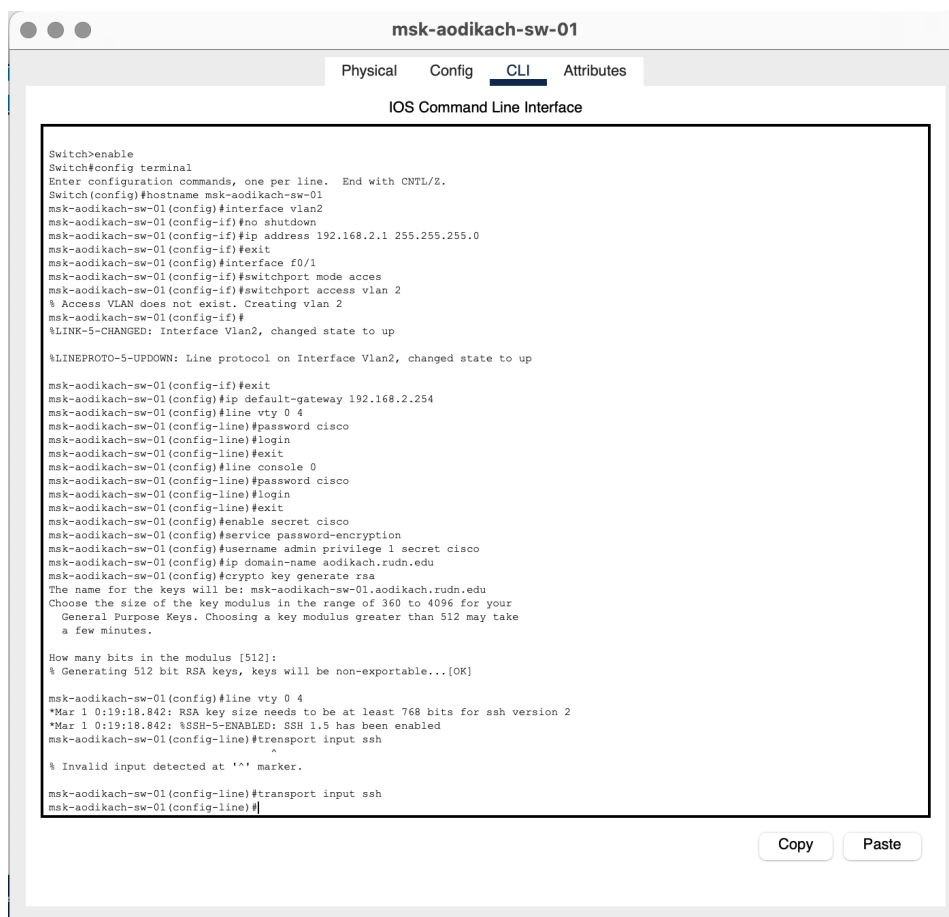 msk-aodikach-sw-01
Physical Config CLI Attributes
IOS Command Line Interface
Switch>enable
Switch#config terminal
Enter configuration commands, one per line.  End with CNTL/Z.
Switch(config)#hostname msk-aodikach-sw-01
msk-aodikach-sw-01(config)#interface vlan2
msk-aodikach-sw-01(config-if)#no shutdown
msk-aodikach-sw-01(config-if)#ip address 192.168.2.1 255.255.255.0
msk-aodikach-sw-01(config-if)#exit
msk-aodikach-sw-01(config)#interface f0/1
msk-aodikach-sw-01(config-if)#switchport mode acces
msk-aodikach-sw-01(config-if)#switchport access vlan 2
% Access VLAN does not exist. Creating vlan 2
msk-aodikach-sw-01(config-if)#
%LINK-5-CHANGED: Interface Vlan2, changed state to up
%LINEPROTO-5-UPDOWN: Line protocol on Interface Vlan2, changed state to up
msk-aodikach-sw-01(config-if)#exit
msk-aodikach-sw-01(config)#ip default-gateway 192.168.2.254
msk-aodikach-sw-01(config)#line vty 0 4
msk-aodikach-sw-01(config-line)#password cisco
msk-aodikach-sw-01(config-line)#login
msk-aodikach-sw-01(config-line)#exit
msk-aodikach-sw-01(config)#line console 0
msk-aodikach-sw-01(config-line)#password cisco
msk-aodikach-sw-01(config-line)#login
msk-aodikach-sw-01(config-line)#exit
msk-aodikach-sw-01(config)#enable secret cisco
msk-aodikach-sw-01(config)#service password-encryption
msk-aodikach-sw-01(config)#username admin privilege 1 secret cisco
msk-aodikach-sw-01(config)#ip domain-name aodikach.rudn.edu
msk-aodikach-sw-01(config)#crypto key generate rsa
The name for the keys will be: msk-aodikach-sw-01.aodikach.rudn.edu
Choose the size of the key modulus in the range of 360 to 4096 for your
General Purpose Keys. Choosing a key modulus greater than 512 may take
a few minutes.
How many bits in the modulus [512]:
% Generating 512 bit RSA keys, keys will be non-exportable...[OK]
msk-aodikach-sw-01(config)#line vty 0 4
*Mar 1 0:19:18.842: RSA key size needs to be at least 768 bits for ssh version 2
*Mar 1 0:19:18.842: %SSH-5-ENABLED: SSH 1.5 has been enabled
msk-aodikach-sw-01(config-line)#trensport input ssh
^
% Invalid input detected at '^' marker.
msk-aodikach-sw-01(config-line)#transport input ssh
msk-aodikach-sw-01(config-line)#
Copy Paste